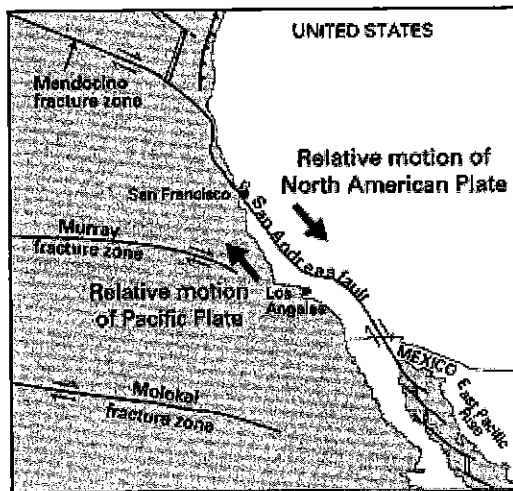 UNITED STATES
Mendocino
fracture zone
Relative motion of
North American Plate
San Francisco
San Andreas fault
Murray
fracture zone
Relative motion
of Pacific Plate
Los
Angeles
MEXICO
East Pacific
Rise
Molokai
fracture zone